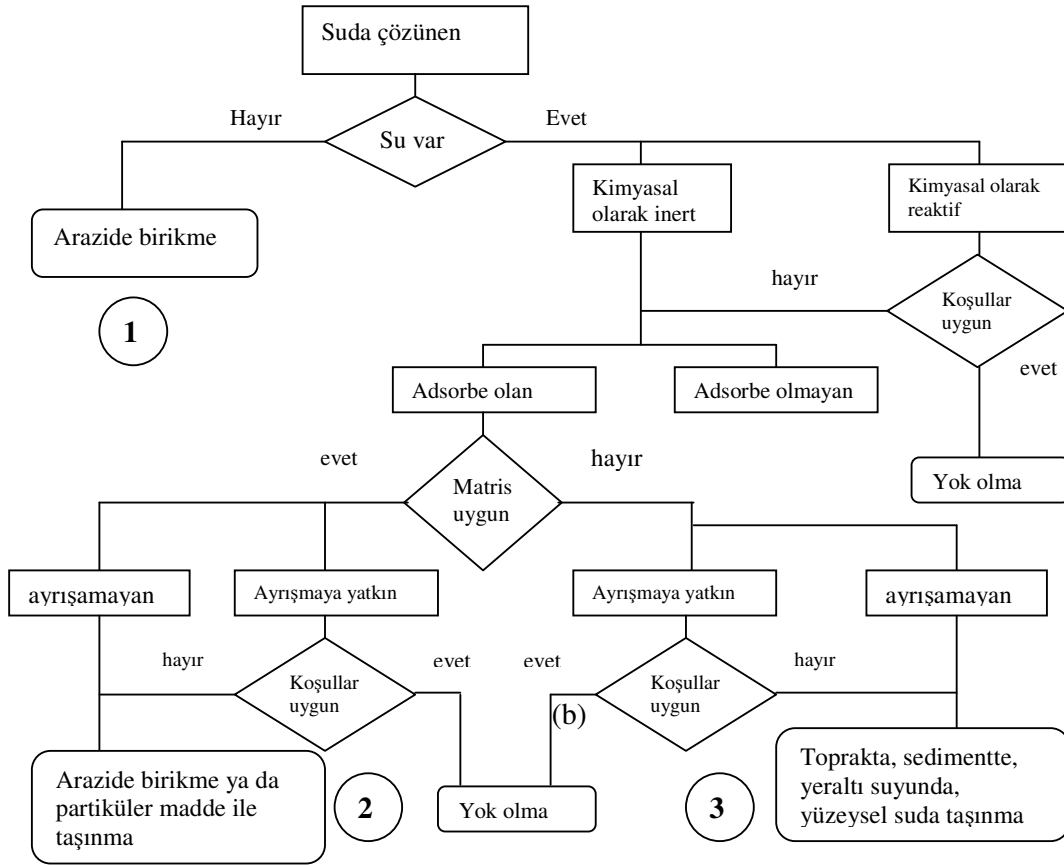 Suda çözünen
Hayır
Evet
Su var
Kimyasal
olarak inert
Kimyasal olarak
reaktif
Arazide birikme
1
hayır
Koşullar
uygun
evet
Adsorbe olan
Adsorbe olmayan
evet
hayır
Matris
uygun
Yok olma
ayrışamayan
Ayrışmaya yatkın
Ayrışmaya yatkın
ayrışamayan
hayır
Koşullar
uygun
evet
evet
(b)
Koşullar
uygun
hayır
Arazide birikme ya da
partiküler madde ile
taşınma
2
Yok olma
3
Toprakta, sedimentte,
yeraltı suyunda,
yüzeysel suda taşınma